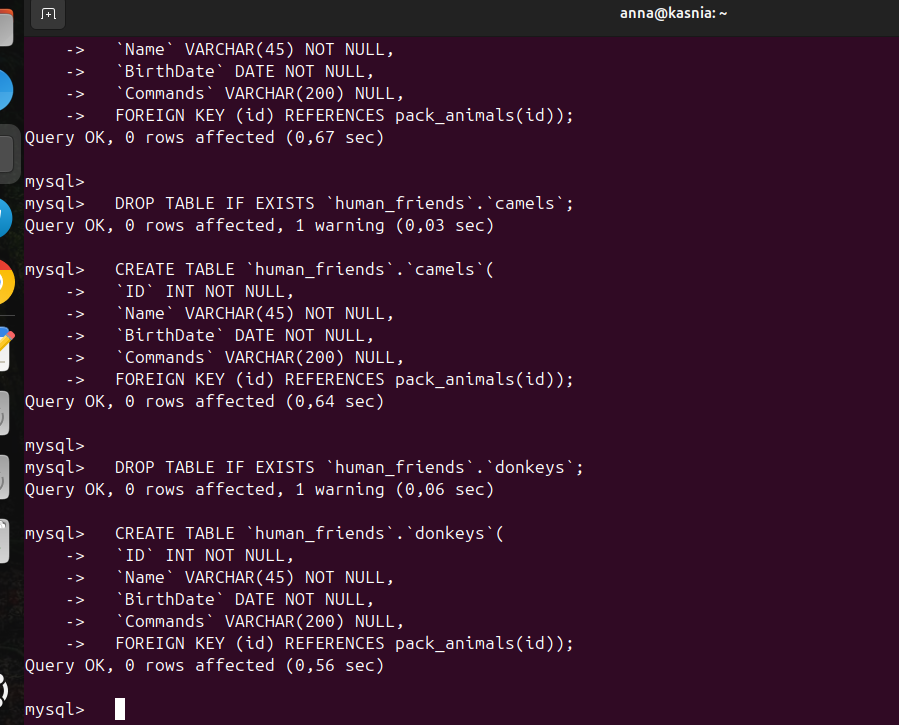 anna@kasnia: ~
-> `Name` VARCHAR(45) NOT NULL,
-> `BirthDate` DATE NOT NULL,
-> `Commands` VARCHAR(200) NULL,
-> FOREIGN KEY (id) REFERENCES pack_animals(id));
Query OK, 0 rows affected (0,67 sec)
mysql>
mysql> DROP TABLE IF EXISTS `human_friends`.`camels`;
Query OK, 0 rows affected, 1 warning (0,03 sec)
mysql> CREATE TABLE `human_friends`.`camels`(
-> `ID` INT NOT NULL,
-> `Name` VARCHAR(45) NOT NULL,
-> `BirthDate` DATE NOT NULL,
-> `Commands` VARCHAR(200) NULL,
-> FOREIGN KEY (id) REFERENCES pack_animals(id));
Query OK, 0 rows affected (0,64 sec)
mysql>
mysql> DROP TABLE IF EXISTS `human_friends`.`donkeys`;
Query OK, 0 rows affected, 1 warning (0,06 sec)
mysql> CREATE TABLE `human_friends`.`donkeys`(
-> `ID` INT NOT NULL,
-> `Name` VARCHAR(45) NOT NULL,
-> `BirthDate` DATE NOT NULL,
-> `Commands` VARCHAR(200) NULL,
-> FOREIGN KEY (id) REFERENCES pack_animals(id));
Query OK, 0 rows affected (0,56 sec)
mysql>